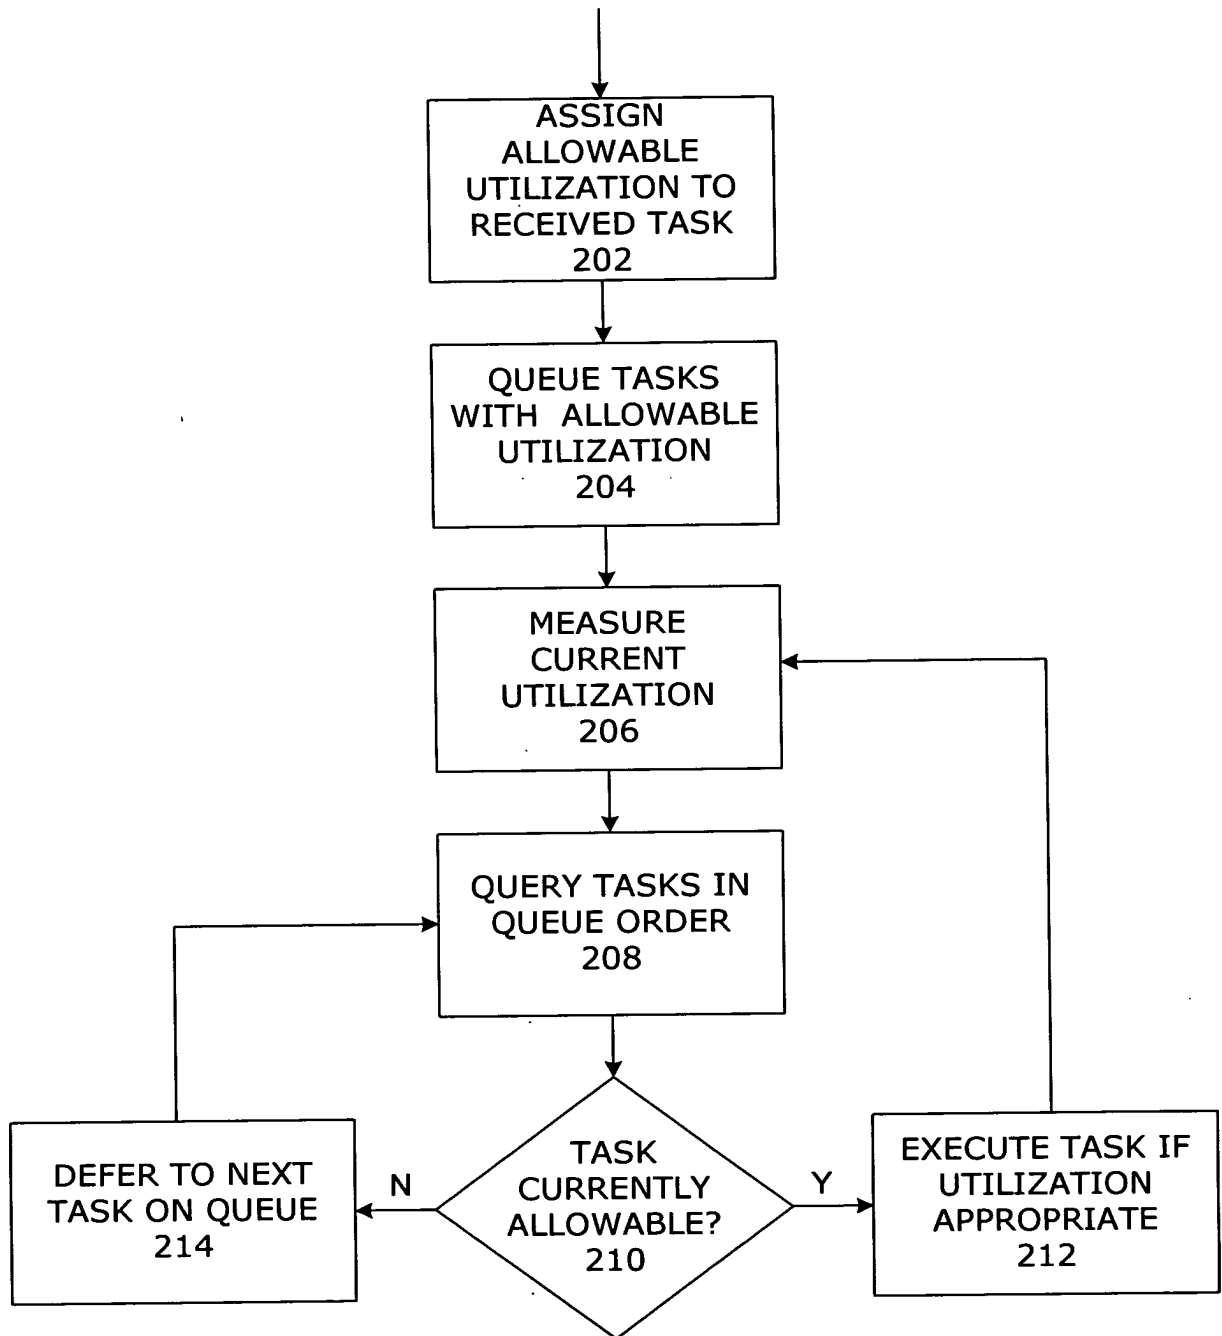 ASSIGN
ALLOWABLE
UTILIZATION TO
RECEIVED TASK
202
QUEUE TASKS
WITH ALLOWABLE
UTILIZATION
204
MEASURE
CURRENT
UTILIZATION
206
QUERY TASKS IN
QUEUE ORDER
208
TASK
CURRENTLY
ALLOWABLE?
210
N
Y
DEFER TO NEXT
TASK ON QUEUE
214
EXECUTE TASK IF
UTILIZATION
APPROPRIATE
212